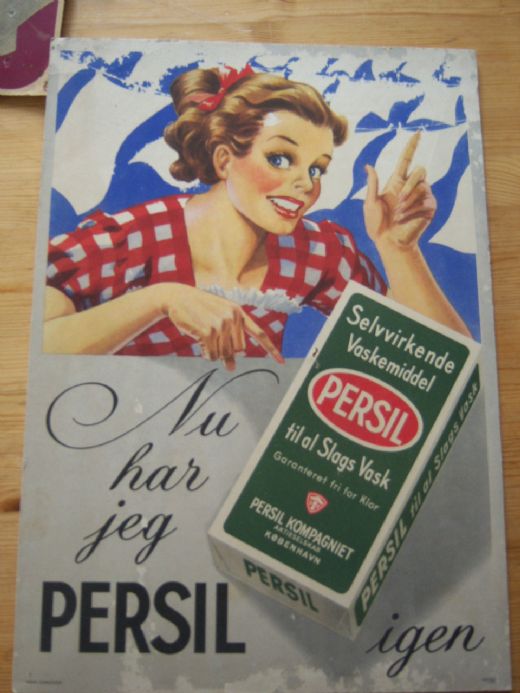 Nu
har
jeg
PERSIL igen
Selvvirkende
Vaskemiddel
PERSIL
til al Slags Vask
Garanteret fri for Klor
PERSIL KOMPAGNIET
AKTIESELSKAB
KØBENHAVN
PERSIL
PERSIL til al Slags Vask